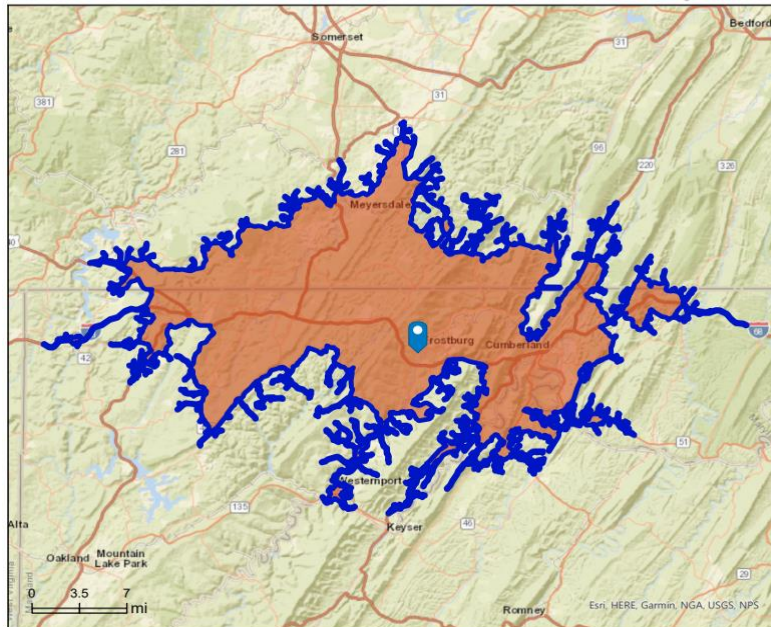 Bedford
Somerset
31
381
31
281
96
220
326
Meyersdale
40
rostburg
Cumberland
68
42
51
Westernport
135
Keyser
46
Alta
Oakland
Mountain
Lake Park
29
0 3.5 7
mi
Romney
Esri, HERE, Garmin, NGA, USGS, NPS